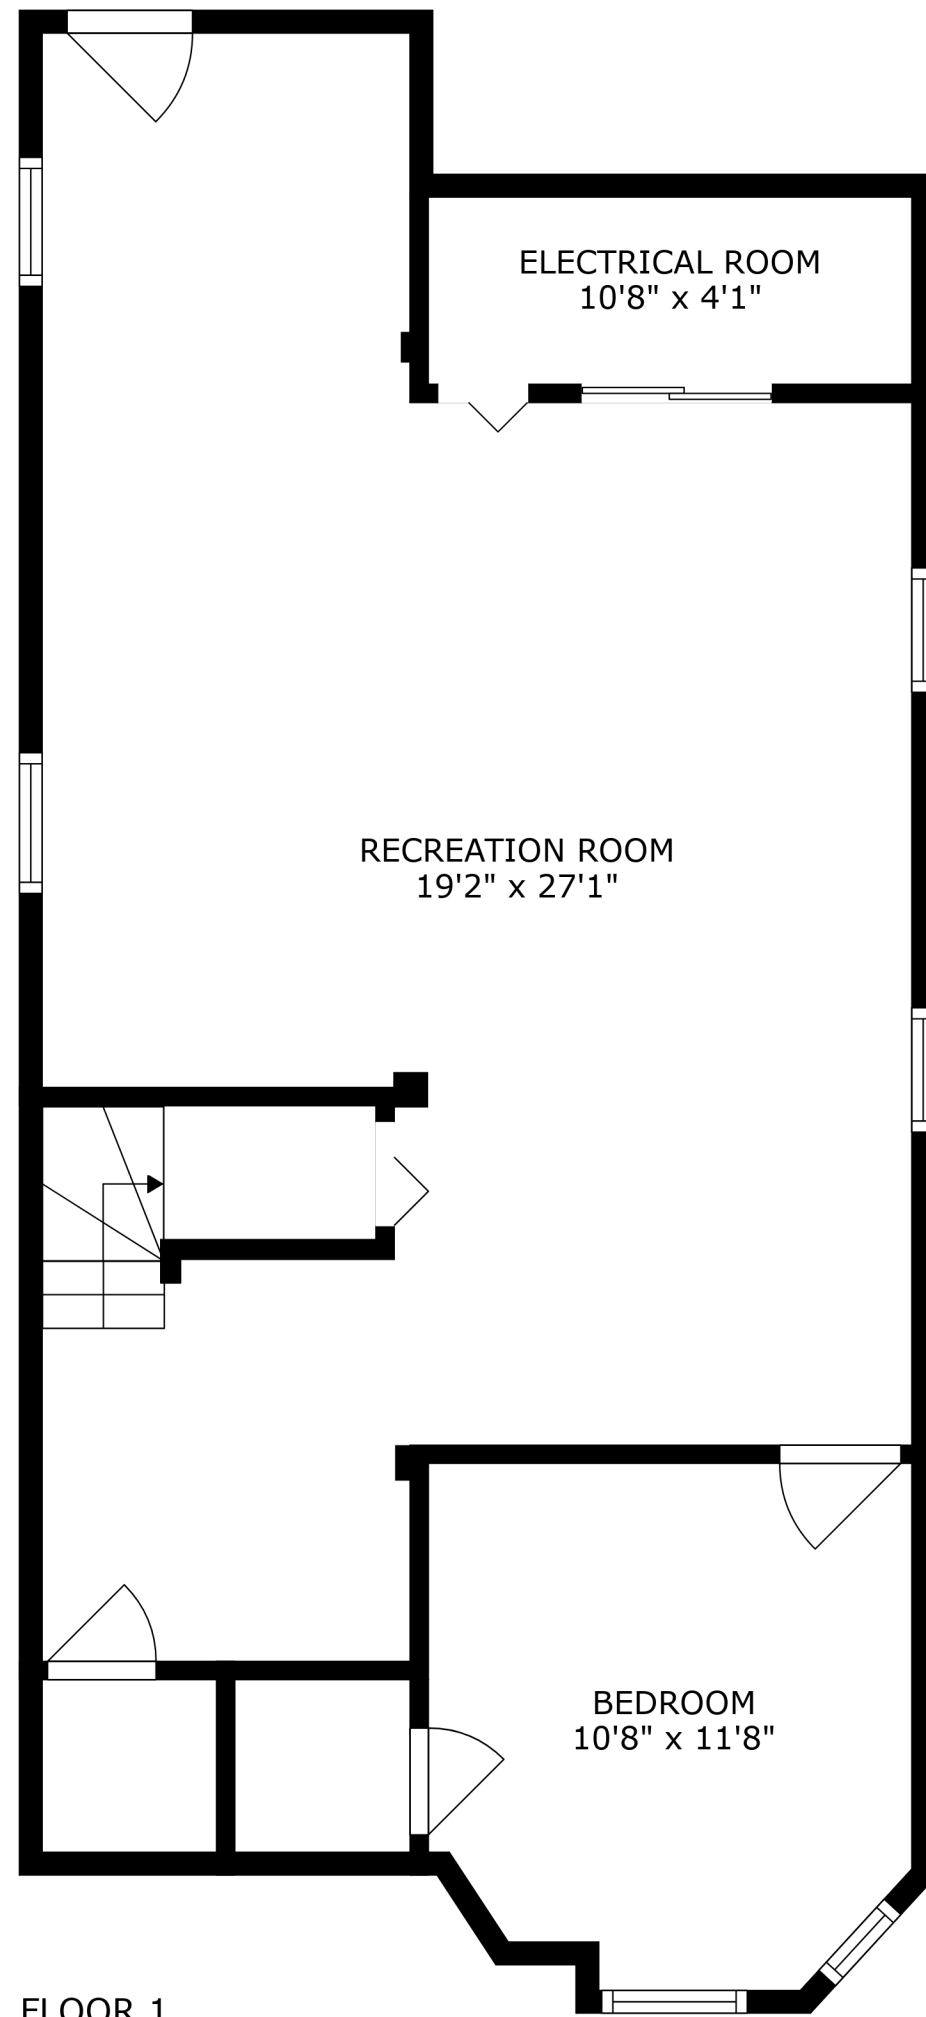 ELECTRICAL ROOM
10'8" x 4'1"
RECREATION ROOM
19'2" x 27'1"
BEDROOM
10'8" x 11'8"
FLOOR 1